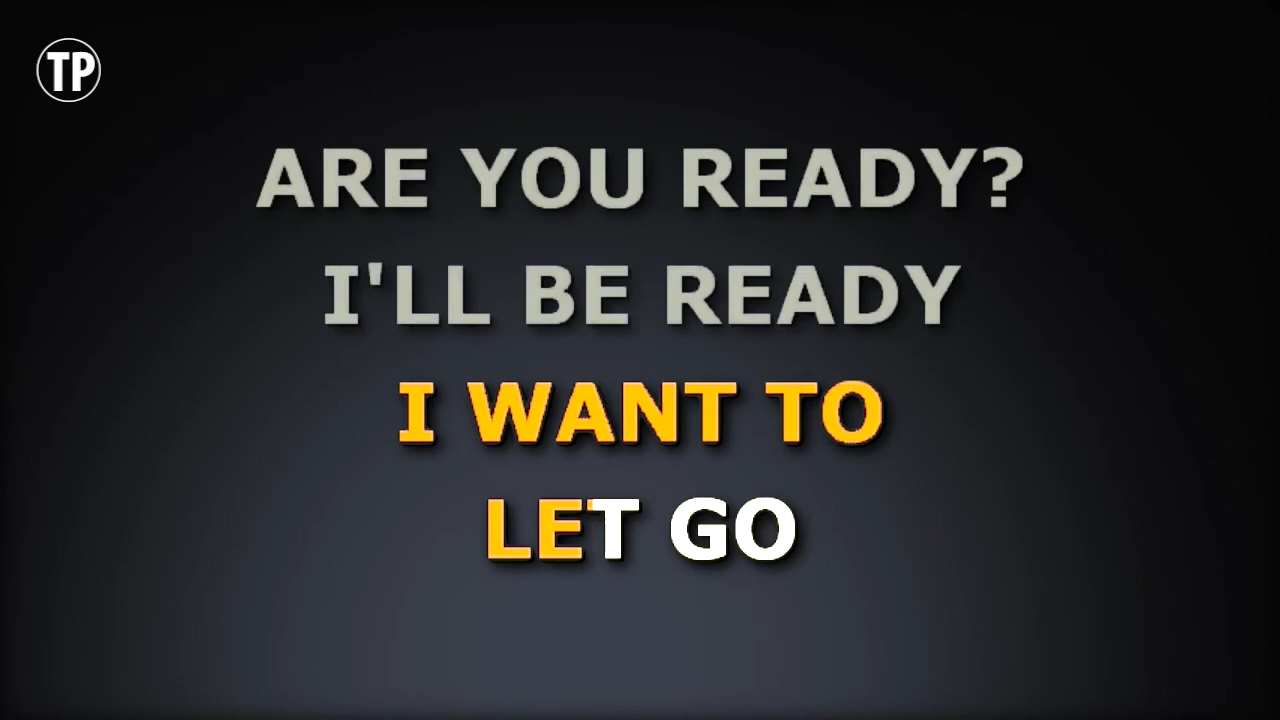 TP
ARE YOU READY?
I'LL BE READY
I WANT TO
LET GO